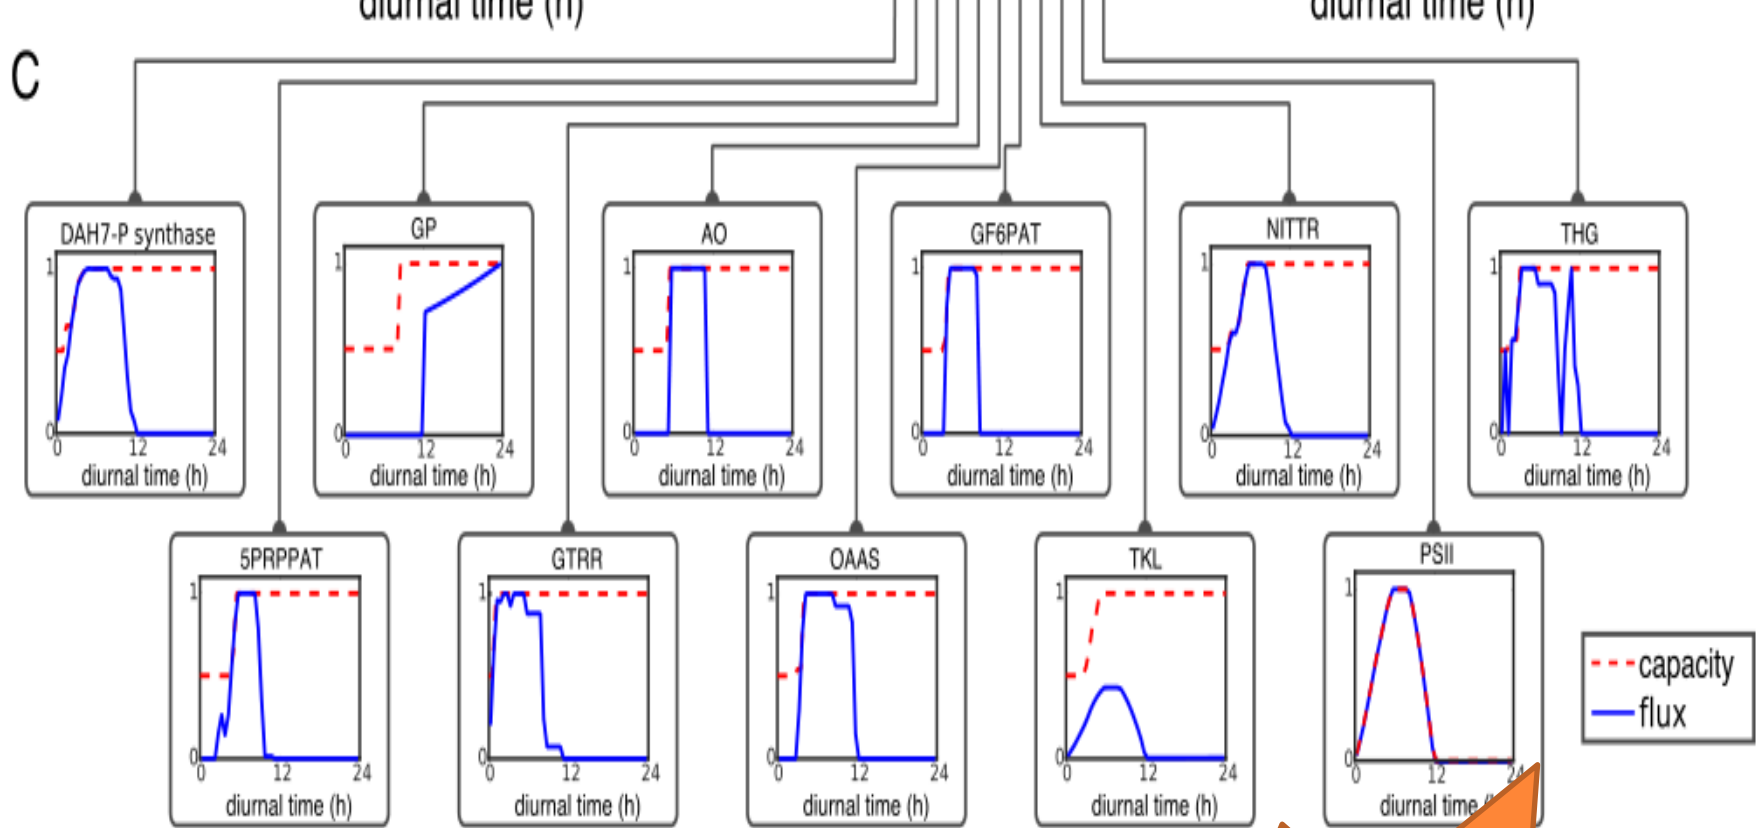 diurnal time (h) diurnal time (h)
C
DAH7-P synthase GP AO GF6PAT NITTR THG
1 1 1 1 1 1
0 0 0 0 0 0
0 12 24 0 12 24 0 12 24 0 12 24 0 12 24 0 12 24
diurnal time (h) diurnal time (h) diurnal time (h) diurnal time (h) diurnal time (h) diurnal time (h)
5PRPPAT GTRR OAAS TKL PSII
1 1 1 1 1
0 0 0 0 0
0 12 24 0 12 24 0 12 24 0 12 24 0 12 24
diurnal time (h) diurnal time (h) diurnal time (h) diurnal time (h) diurnal time
capacity
flux